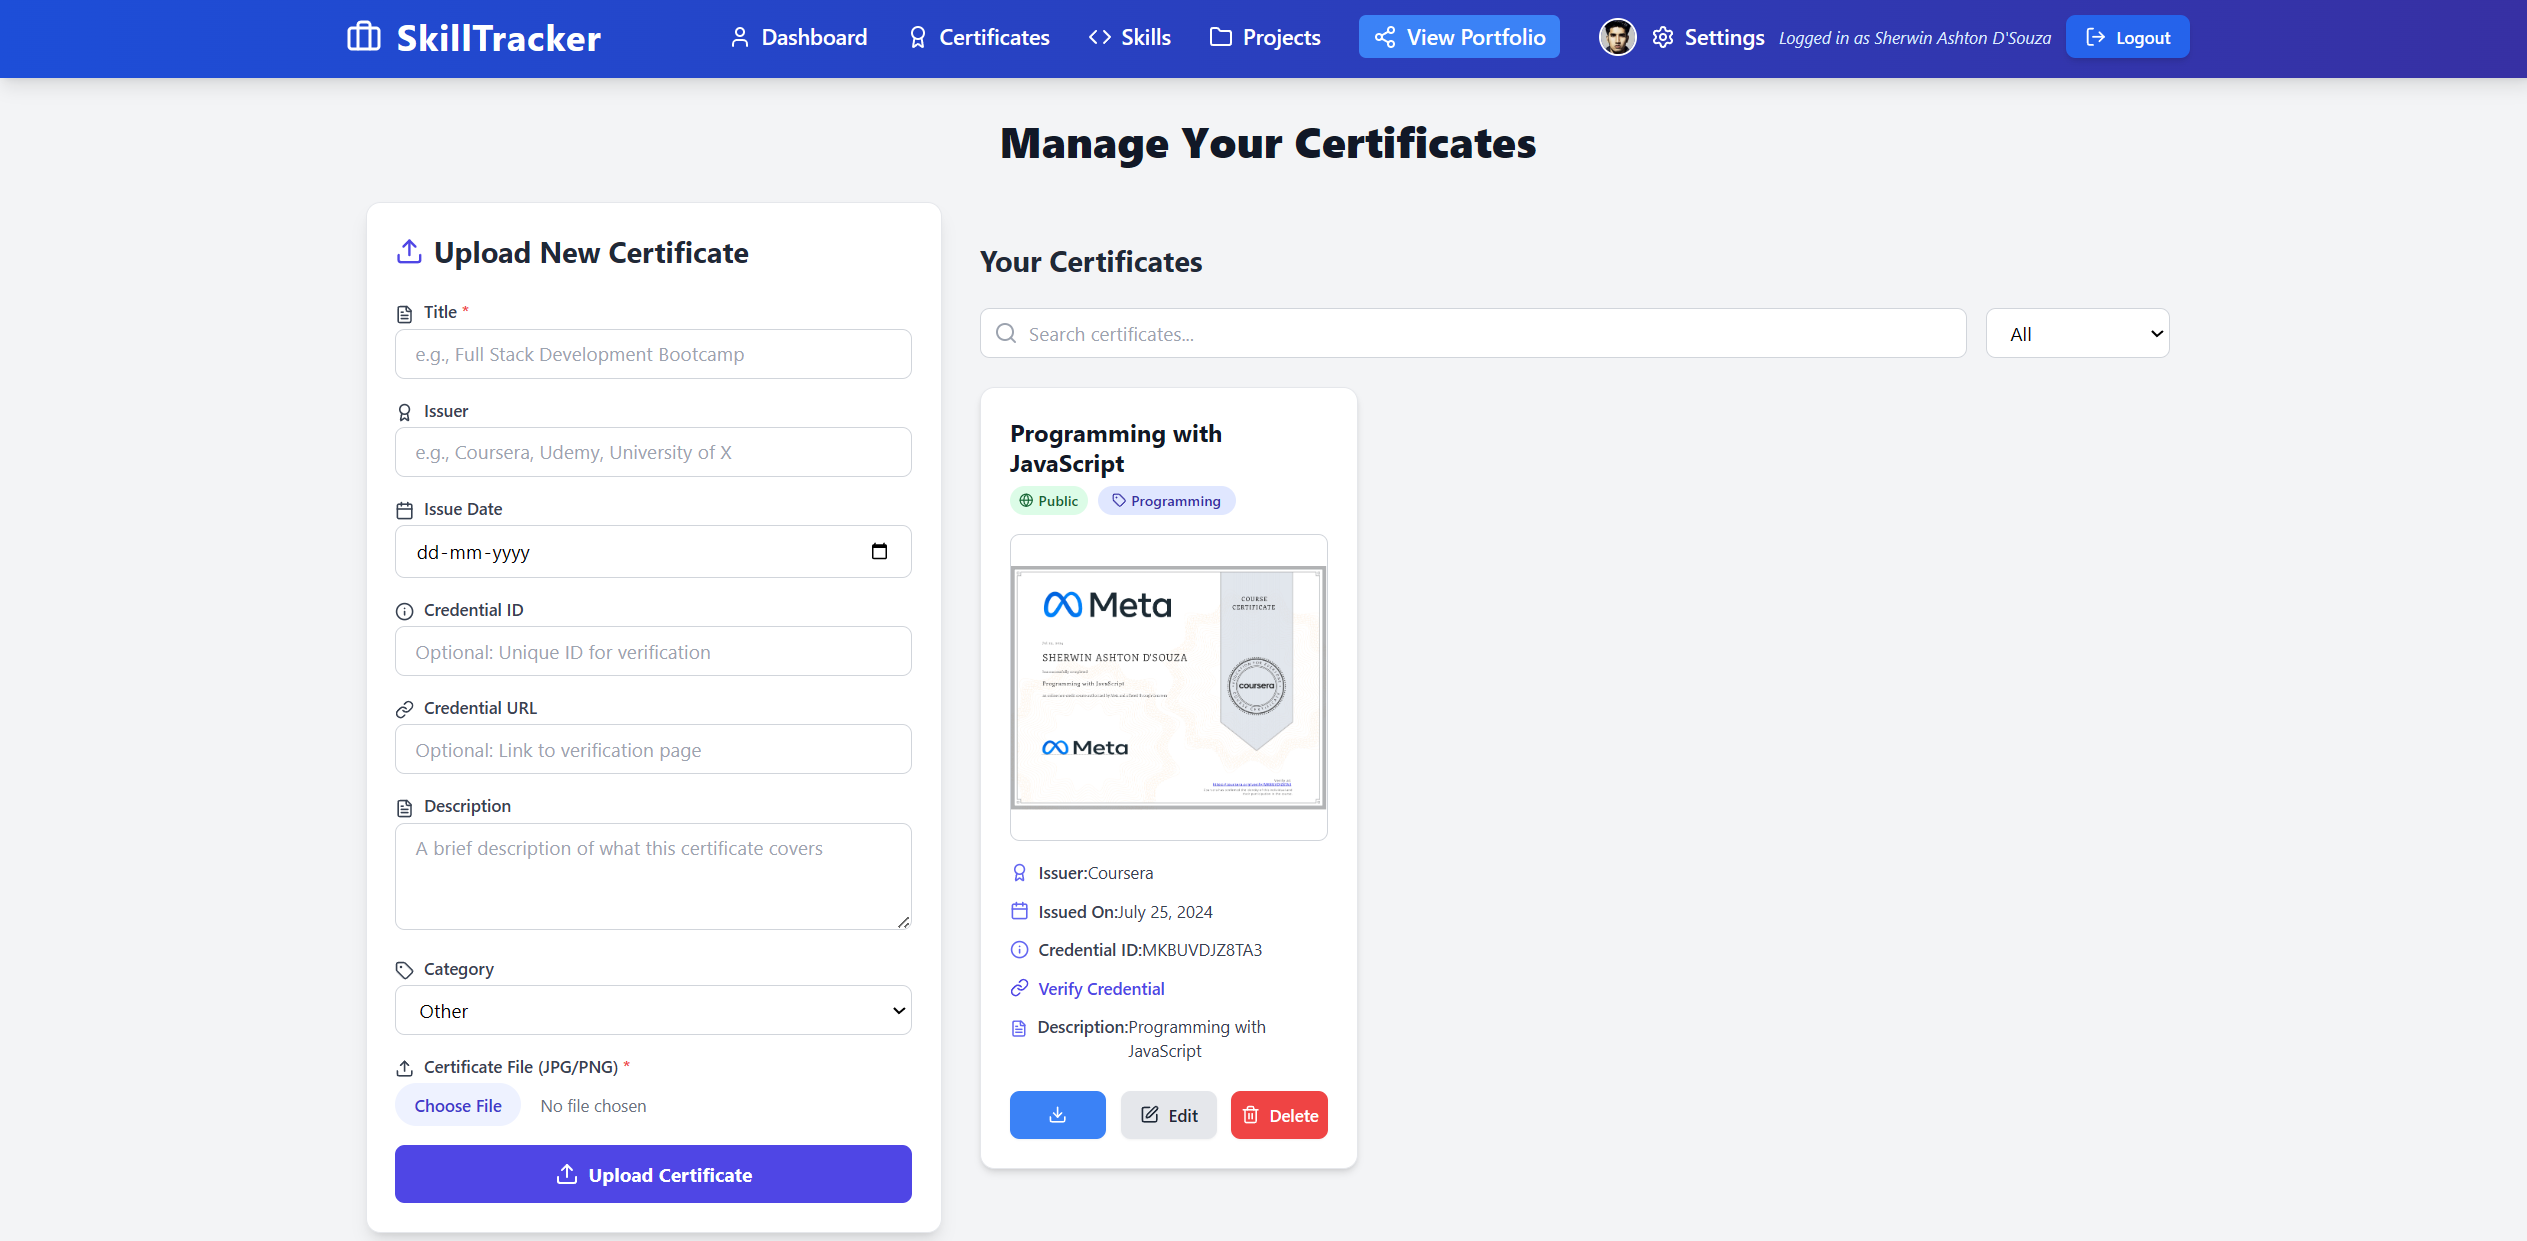 SkillTracker
Dashboard
Certificates
Skills
Projects
View Portfolio
Settings
Logged in as Sherwin Ashton D'Souza
Logout
Manage Your Certificates
Upload New Certificate
Title *
e.g., Full Stack Development Bootcamp
Issuer
e.g., Coursera, Udemy, University of X
Issue Date
dd-mm-yyyy
Credential ID
Optional: Unique ID for verification
Credential URL
Optional: Link to verification page
Description
A brief description of what this certificate covers
Category
Other
Certificate File (JPG/PNG) *
Choose File
No file chosen
Upload Certificate
Your Certificates
Search certificates...
All
Programming with
JavaScript
Public
Programming
Meta
COURSE
CERTIFICATE
SHERWIN ASHTON D'SOUZA
has successfully completed
Programming with JavaScript
coursera
Meta
Issuer:Coursera
Issued On:July 25, 2024
Credential ID:MKBUVDJZ8TA3
Verify Credential
Description:Programming with
JavaScript
Edit
Delete